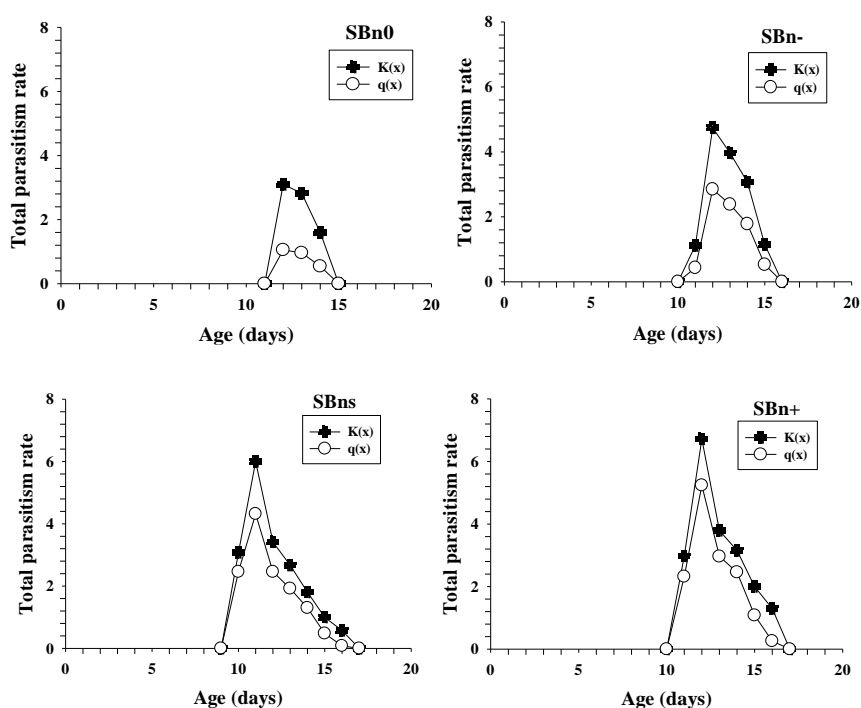 SBn0
K(x)
q(x)
Total parasitism rate
8
6
4
2
0
0 5 10 15 20
Age (days)
SBn-
K(x)
q(x)
Total parasitism rate
8
6
4
2
0
0 5 10 15 20
Age (days)
SBns
K(x)
q(x)
Total parasitism rate
8
6
4
2
0
0 5 10 15 20
Age (days)
SBn+
K(x)
q(x)
Total parasitism rate
8
6
4
2
0
0 5 10 15 20
Age (days)